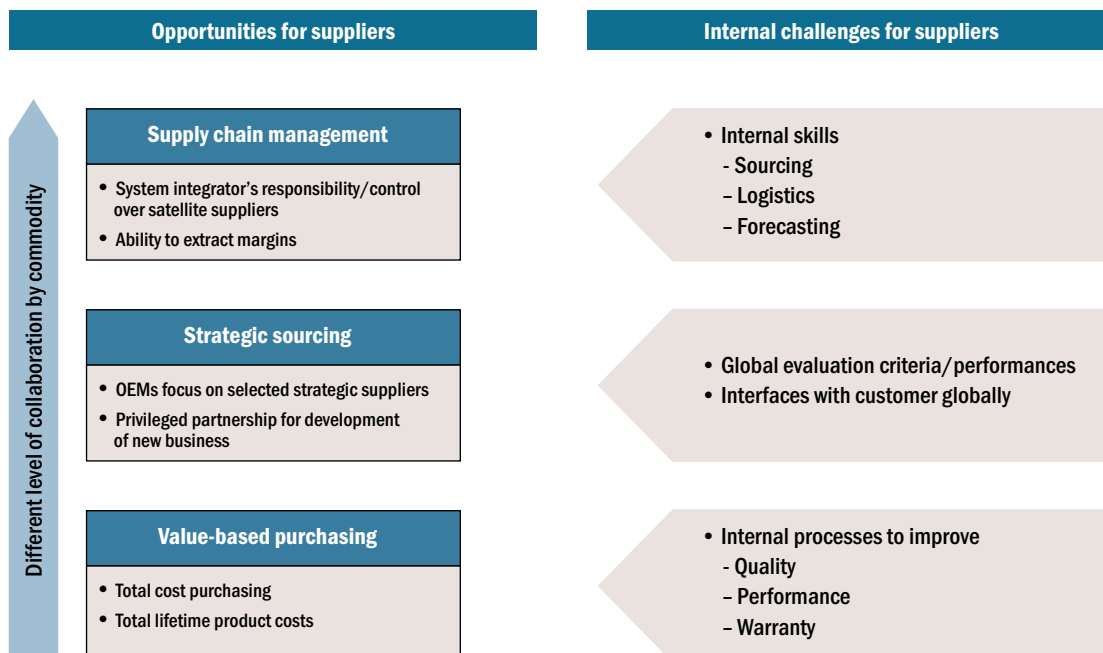 Opportunities for suppliers
Internal challenges for suppliers
Different level of collaboration by commodity
Supply chain management
• System integrator's responsibility/control
over satellite suppliers
• Ability to extract margins
• Internal skills
- Sourcing
– Logistics
– Forecasting
Strategic sourcing
• OEMs focus on selected strategic suppliers
• Privileged partnership for development
of new business
• Global evaluation criteria/performances
• Interfaces with customer globally
Value-based purchasing
• Total cost purchasing
• Total lifetime product costs
• Internal processes to improve
- Quality
– Performance
– Warranty